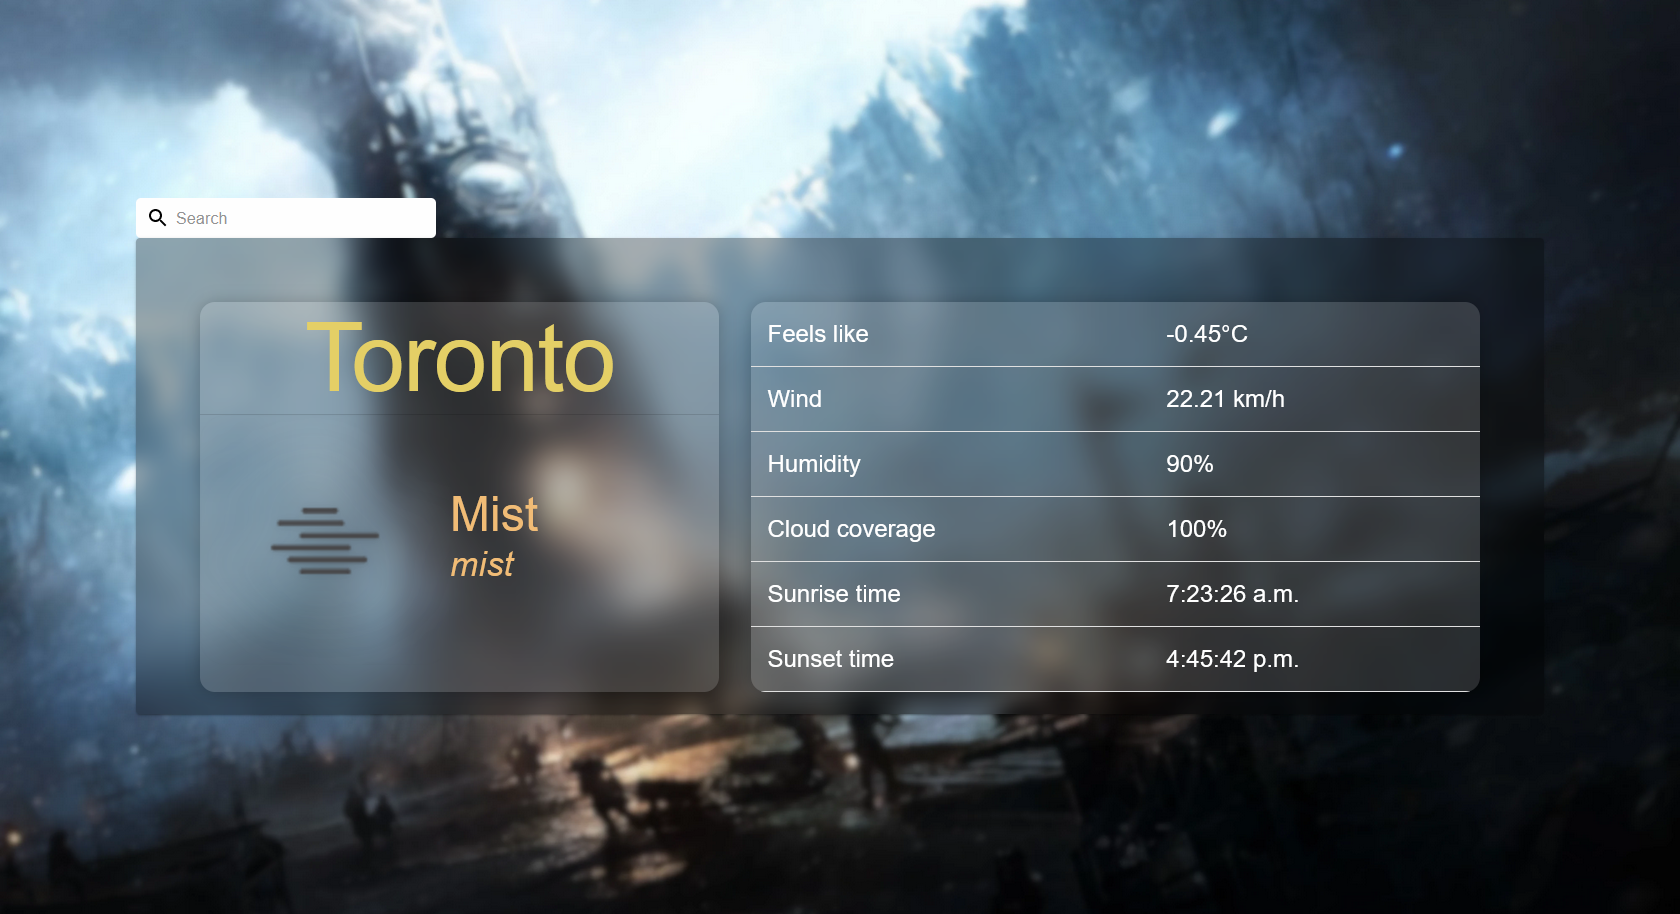 Search
Toronto
Mist
mist
Feels like -0.45°C
Wind 22.21 km/h
Humidity 90%
Cloud coverage 100%
Sunrise time 7:23:26 a.m.
Sunset time 4:45:42 p.m.